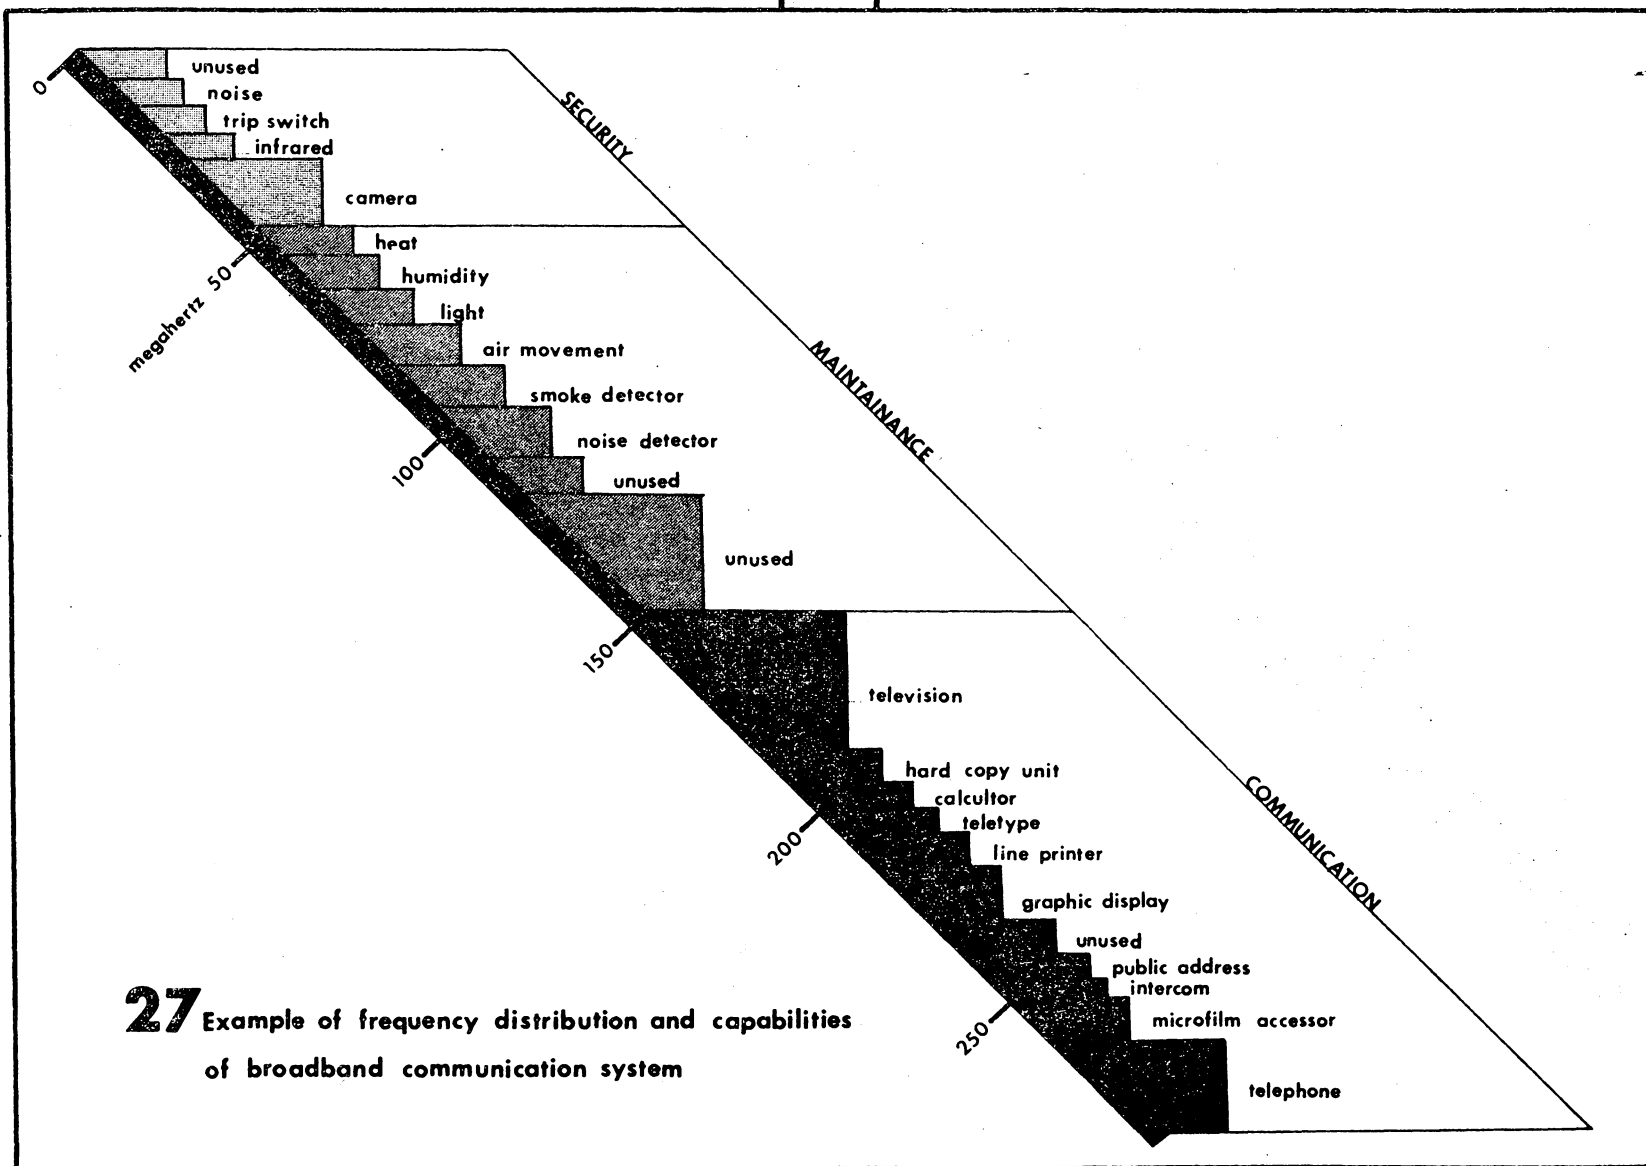 0
unused
noise
trip switch
infrared
camera
SECURITY
heat
50
humidity
megahertz
light
air movement
MAINTAINANCE
smoke detector
noise detector
100
unused
unused
150
television
hard copy unit
calcultor
teletype
200
line printer
COMMUNICATION
graphic display
unused
public address
intercom
250
microfilm accessor
telephone
27 Example of frequency distribution and capabilities
of broadband communication system